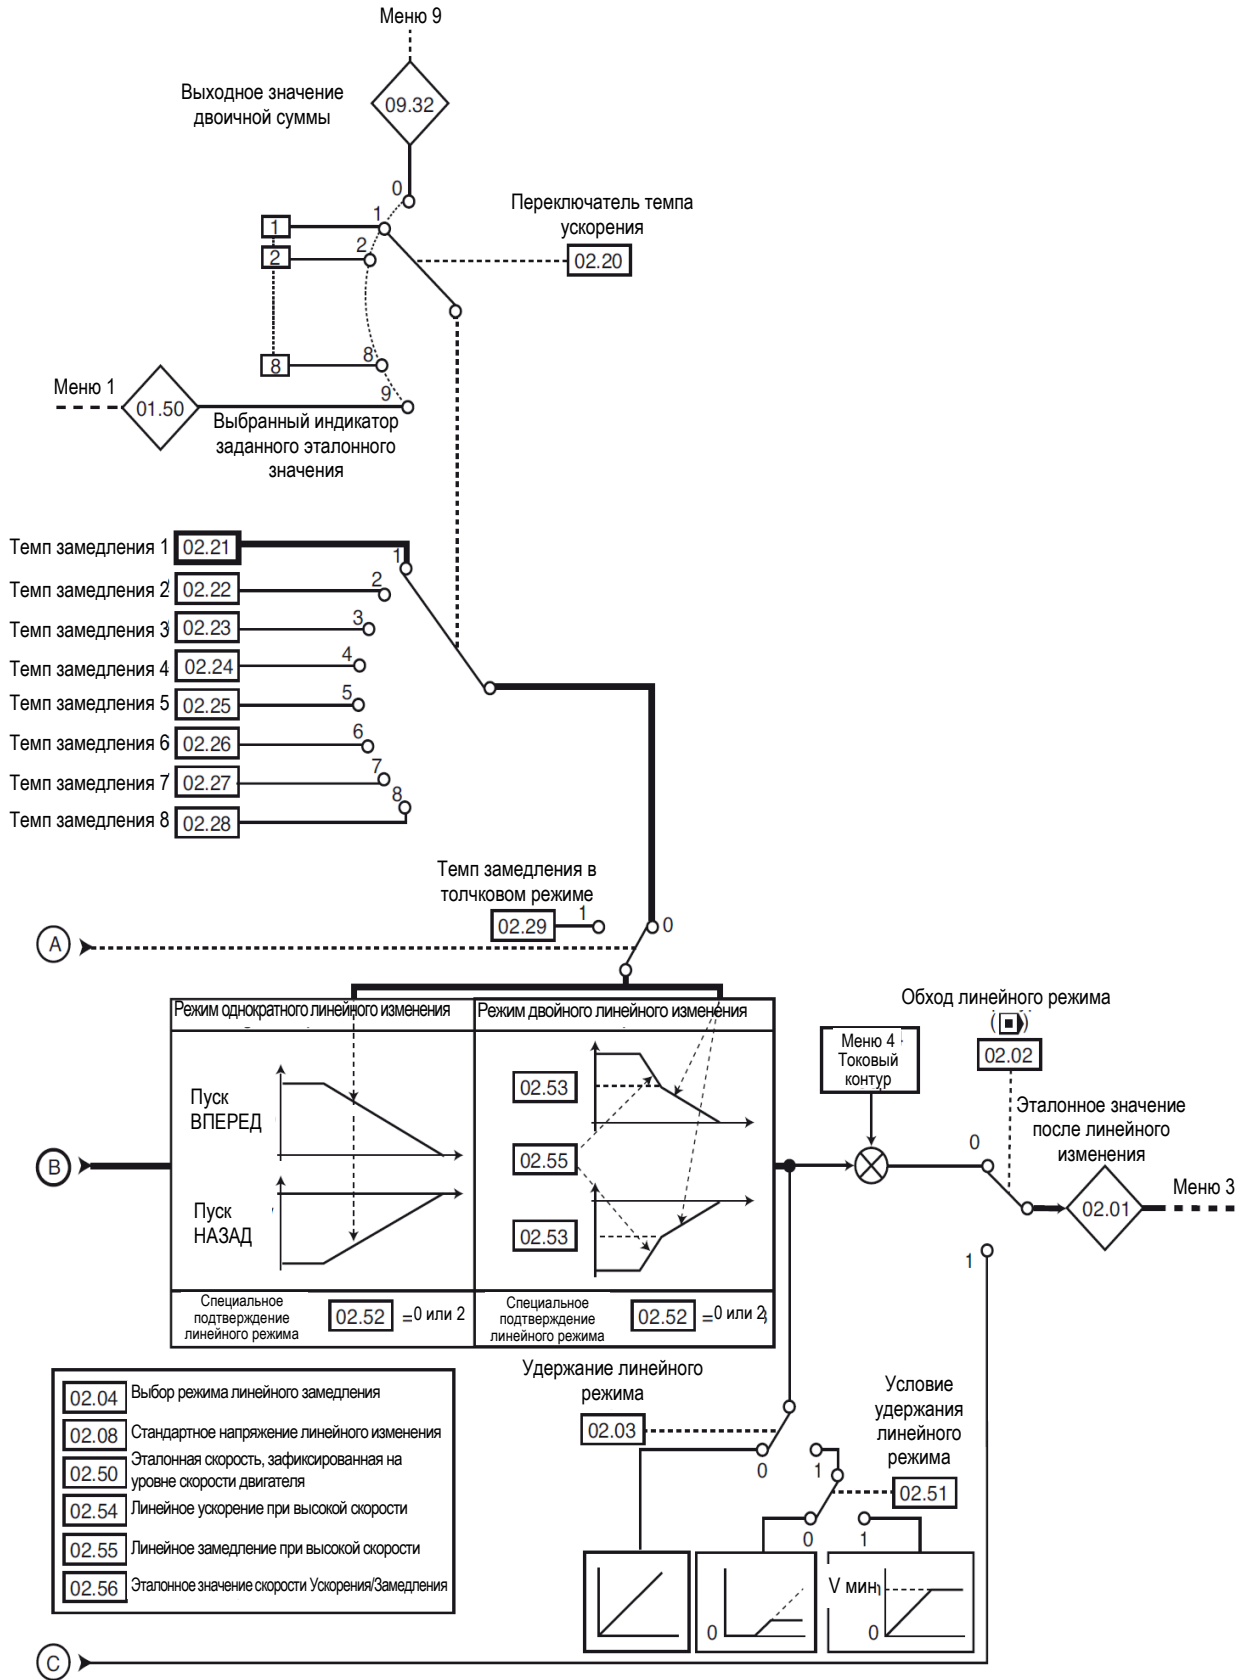 Меню 9
Выходное значение
двоичной суммы
09.32
0
1
1
2
2
Переключатель темпа
ускорения
02.20
8
8
9
Меню 1
01.50
Выбранный индикатор
заданного эталонного
значения
Темп замедления 1 02.21 1
Темп замедления 2 02.22 2
Темп замедления 3 02.23 3
Темп замедления 4 02.24 4
Темп замедления 5 02.25 5
Темп замедления 6 02.26 6
Темп замедления 7 02.27 7
Темп замедления 8 02.28 8
Темп замедления в
толчковом режиме
02.29 1 0
A
Режим однократного линейного изменения
Режим двойного линейного изменения
Пуск
ВПЕРЕД
Пуск
НАЗАД
02.53
02.55
02.53
B
Специальное
подтверждение
линейного режима
02.52 =0 или 2
Специальное
подтверждение
линейного режима
02.52 =0 или 2
Меню 4
Токовый
контур
Обход линейного режима
02.02
0
1
Эталонное значение
после линейного
изменения
02.01
Меню 3
Удержание линейного
режима
02.03
0
1
Условие
удержания
линейного
режима
02.51
0
1
0
V мин
0
02.04 Выбор режима линейного замедления
02.08 Стандартное напряжение линейного изменения
02.50 Эталонная скорость, зафиксированная на
уровне скорости двигателя
02.54 Линейное ускорение при высокой скорости
02.55 Линейное замедление при высокой скорости
02.56 Эталонное значение скорости Ускорения/Замедления
C